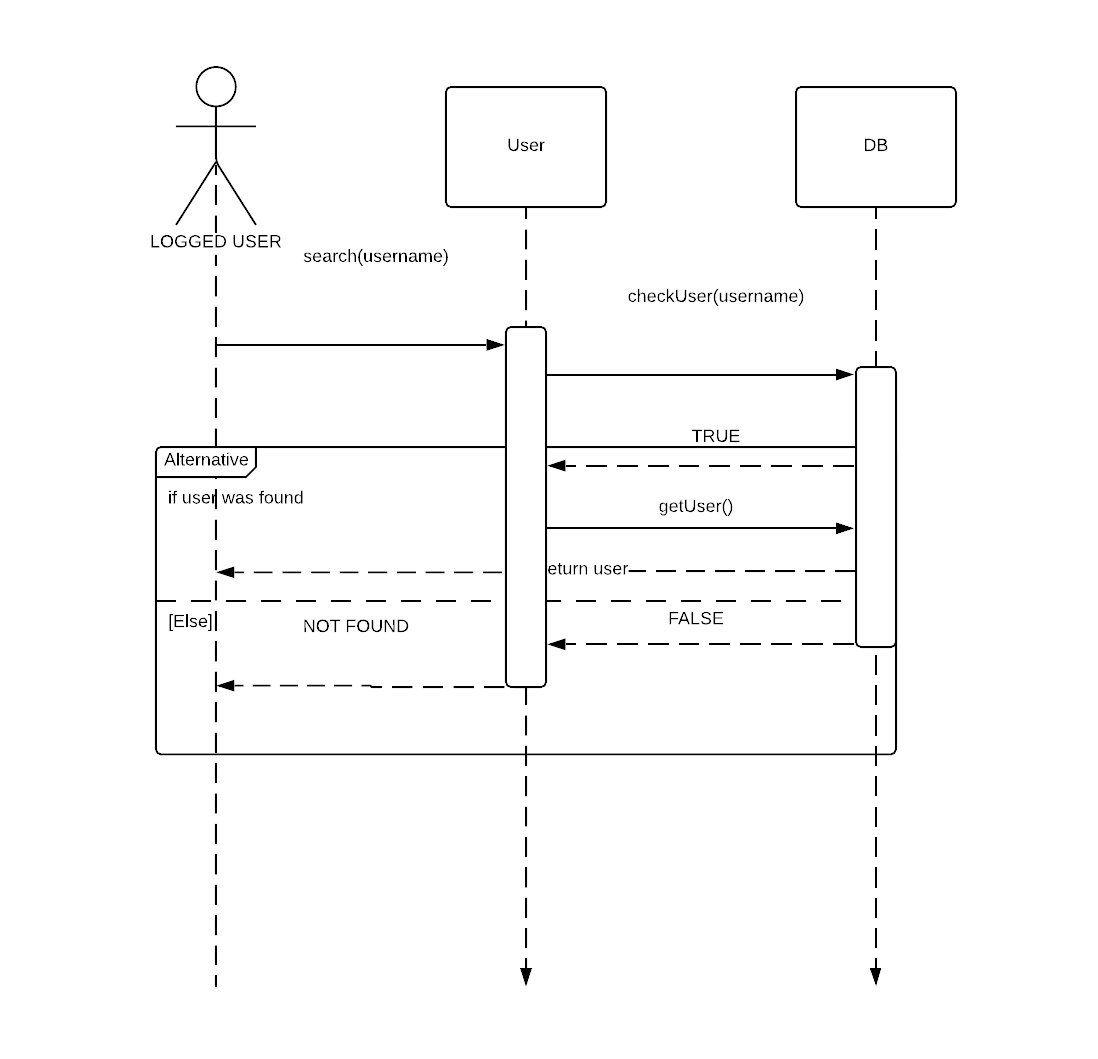 User
DB
LOGGED USER
search(username)
checkUser(username)
TRUE
Alternative
if user was found
getUser()
eturn user
[Else]
NOT FOUND
FALSE